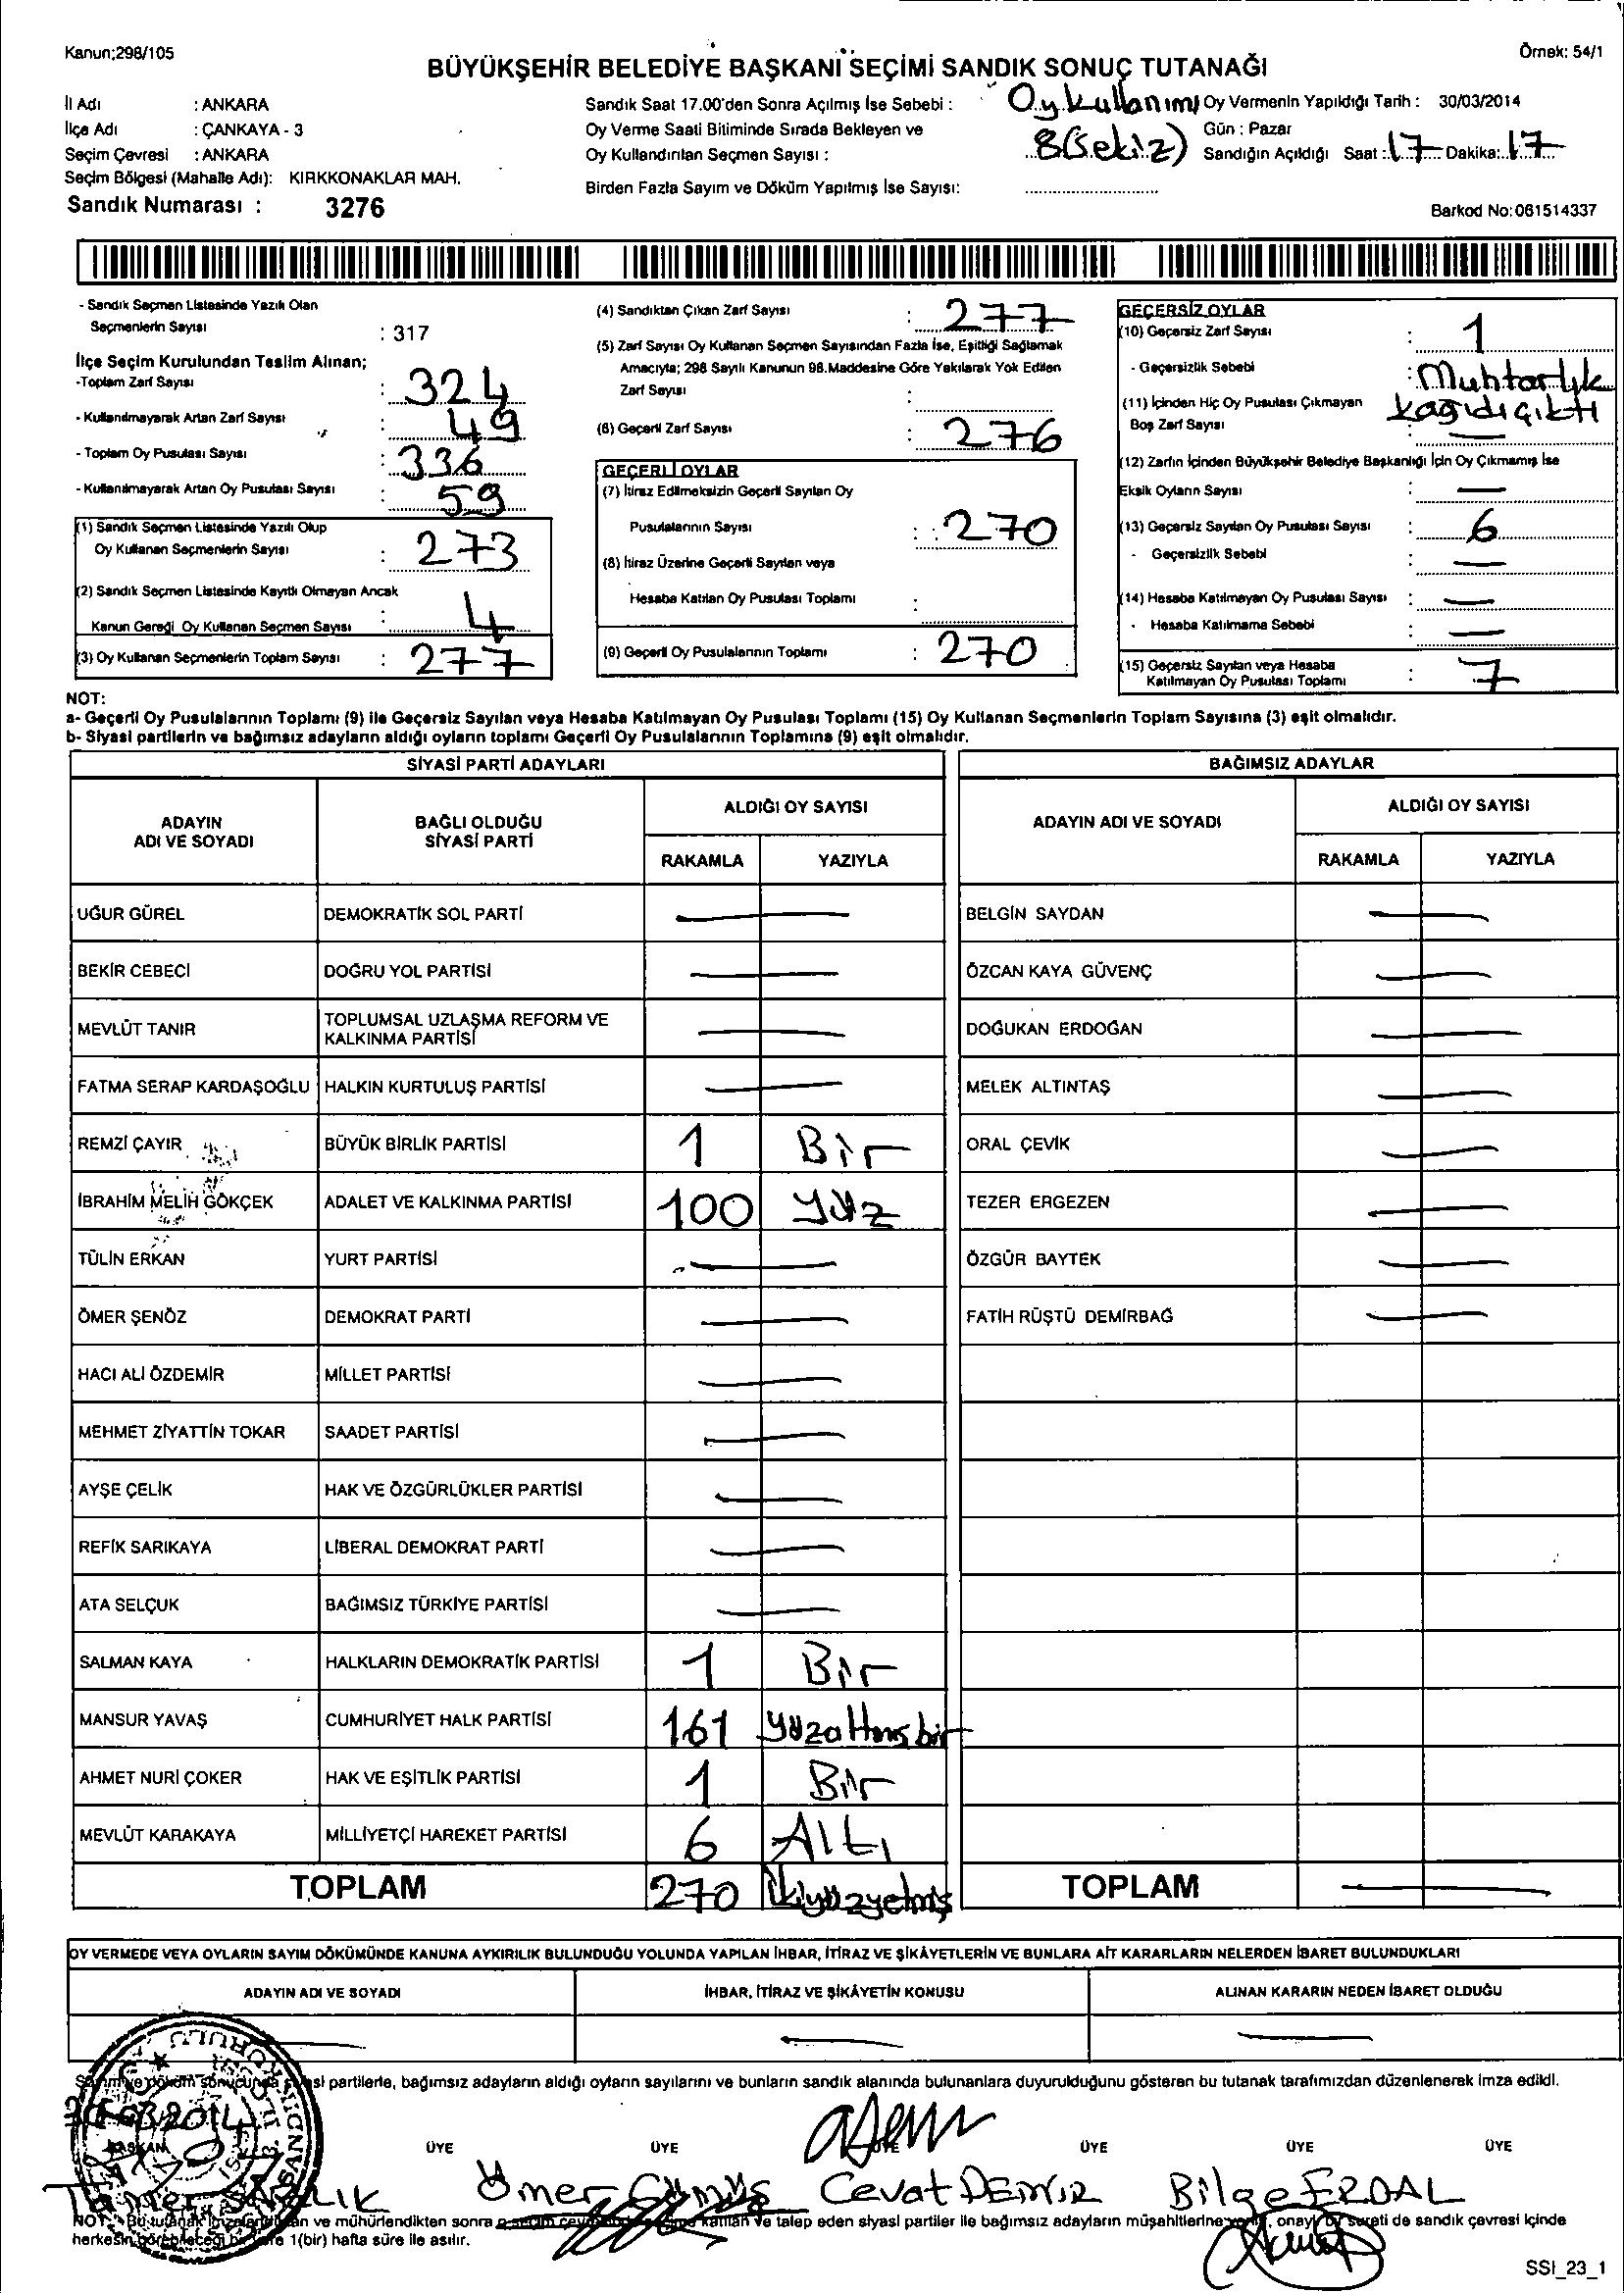 Kanun;298/105
Örnek: 54/1
BÜYÜKŞEHİR BELEDİYE BAŞKANI SEÇİMİ SANDIK SONUÇ TUTANAĞI
İl Adı : ANKARA
İlçe Adı : ÇANKAYA - 3
Seçim Çevresi : ANKARA
Seçim Bölgesi (Mahalle Adı): KIRKKONAKLAR MAH.
Sandık Numarası : 3276
Sandık Saat 17.00'den Sonra Açılmış İse Sebebi : Oy kullanımı
Oy Verme Saati Bitiminde Sırada Bekleyen ve
Oy Kullandırılan Seçmen Sayısı : 8(Sekiz)
Birden Fazla Sayım ve Döküm Yapılmış İse Sayısı:
Oy Vermenin Yapıldığı Tarih : 30/03/2014
Gün : Pazar
Sandığın Açıldığı Saat : 17 Dakika: 17
Barkod No:061514337
- Sandık Seçmen Listesinde Yazılı Olan
Seçmenlerin Sayısı : 317
İlçe Seçim Kurulundan Teslim Alınan;
-Toplam Zarf Sayısı : 324
- Kullanılmayarak Artan Zarf Sayısı : 49
- Toplam Oy Pusulası Sayısı : 336
- Kullanılmayarak Artan Oy Pusulası Sayısı : 59
(1) Sandık Seçmen Listesinde Yazılı Olup
Oy Kullanan Seçmenlerin Sayısı : 273
(2) Sandık Seçmen Listesinde Kayıtlı Olmayan Ancak
Kanun Gereği Oy Kullanan Seçmen Sayısı : 4
(3) Oy Kullanan Seçmenlerin Toplam Sayısı : 277
(4) Sandıktan Çıkan Zarf Sayısı : 277
(5) Zarf Sayısı Oy Kullanan Seçmen Sayısından Fazla İse, Eşitliği Sağlamak
Amacıyla; 298 Sayılı Kanunun 98.Maddesine Göre Yakılarak Yok Edilen
Zarf Sayısı :
(6) Geçerli Zarf Sayısı : 276
GEÇERLİ OYLAR
(7) İtiraz Edilmeksizin Geçerli Sayılan Oy
Pusulalarının Sayısı : 270
(8) İtiraz Üzerine Geçerli Sayılan veya
Hesaba Katılan Oy Pusulası Toplamı :
(9) Geçerli Oy Pusulalarının Toplamı : 270
GEÇERSİZ OYLAR
(10) Geçersiz Zarf Sayısı : 1
- Geçersizlik Sebebi : Muhtarlık
kağıdı çıktı
(11) İçinden Hiç Oy Pusulası Çıkmayan
Boş Zarf Sayısı : —
(12) Zarfın İçinden Büyükşehir Belediye Başkanlığı İçin Oy Çıkmamış İse
Eksik Oyların Sayısı : —
(13) Geçersiz Sayılan Oy Pusulası Sayısı : 6
- Geçersizlik Sebebi : —
(14) Hesaba Katılmayan Oy Pusulası Sayısı : —
- Hesaba Katılmama Sebebi : —
(15) Geçersiz Sayılan veya Hesaba
Katılmayan Oy Pusulası Toplamı : 7
NOT:
a- Geçerli Oy Pusulalarının Toplamı (9) ile Geçersiz Sayılan veya Hesaba Katılmayan Oy Pusulası Toplamı (15) Oy Kullanan Seçmenlerin Toplam Sayısına (3) eşit olmalıdır.
b- Siyasi partilerin ve bağımsız adayların aldığı oyların toplamı Geçerli Oy Pusulalarının Toplamına (9) eşit olmalıdır.
SİYASİ PARTİ ADAYLARI
ADAYIN ADI VE SOYADI BAĞLI OLDUĞU SİYASİ PARTİ ALDIĞI OY SAYISI
RAKAMLA YAZIYLA
UĞUR GÜREL DEMOKRATİK SOL PARTİ —
BEKİR CEBECİ DOĞRU YOL PARTİSİ —
MEVLÜT TANIR TOPLUMSAL UZLAŞMA REFORM VE KALKINMA PARTİSİ —
FATMA SERAP KARDAŞOĞLU HALKIN KURTULUŞ PARTİSİ —
REMZİ ÇAYIR BÜYÜK BİRLİK PARTİSİ 1 Bir
İBRAHİM MELİH GÖKÇEK ADALET VE KALKINMA PARTİSİ 100 Yüz
TÜLİN ERKAN YURT PARTİSİ —
ÖMER ŞENÖZ DEMOKRAT PARTİ —
HACI ALİ ÖZDEMİR MİLLET PARTİSİ —
MEHMET ZİYATTİN TOKAR SAADET PARTİSİ —
AYŞE ÇELİK HAK VE ÖZGÜRLÜKLER PARTİSİ —
REFİK SARIKAYA LİBERAL DEMOKRAT PARTİ —
ATA SELÇUK BAĞIMSIZ TÜRKİYE PARTİSİ —
SALMAN KAYA HALKLARIN DEMOKRATİK PARTİSİ 1 Bir
MANSUR YAVAŞ CUMHURİYET HALK PARTİSİ 161 yüzaltmışbir
AHMET NURİ ÇOKER HAK VE EŞİTLİK PARTİSİ 1 Bir
MEVLÜT KARAKAYA MİLLİYETÇİ HAREKET PARTİSİ 6 Altı
TOPLAM 270 İkiyüzyetmiş
BAĞIMSIZ ADAYLAR
ADAYIN ADI VE SOYADI ALDIĞI OY SAYISI
RAKAMLA YAZIYLA
BELGİN SAYDAN —
ÖZCAN KAYA GÜVENÇ —
DOĞUKAN ERDOĞAN —
MELEK ALTINTAŞ —
ORAL ÇEVİK —
TEZER ERGEZEN —
ÖZGÜR BAYTEK —
FATİH RÜŞTÜ DEMİRBAĞ —
TOPLAM —
OY VERMEDE VEYA OYLARIN SAYIM DÖKÜMÜNDE KANUNA AYKIRILIK BULUNDUĞU YOLUNDA YAPILAN İHBAR, İTİRAZ VE ŞİKÂYETLERİN VE BUNLARA AİT KARARLARIN NELERDEN İBARET BULUNDUKLARI
ADAYIN ADI VE SOYADI İHBAR, İTİRAZ VE ŞİKÂYETİN KONUSU ALINAN KARARIN NEDEN İBARET OLDUĞU
— — —
Sayım ve döküm sonucunda siyasi partilerle, bağımsız adayların aldığı oyların sayılarını ve bunların sandık alanında bulunanlara duyurulduğunu gösteren bu tutanak tarafımızdan düzenlenerek imza edildi.
BAŞKAN ÜYE ÜYE ÜYE ÜYE ÜYE ÜYE
Ömer Gümüş Cevat DEMİR Bilge ERDAL
NOT: Bu tutanak ve mühürlendikten sonra ve talep eden siyasi partiler ile bağımsız adayların müşahitlerine onaylı bir sureti de sandık çevresi içinde
herkesin görebileceği bir yere 1(bir) hafta süre ile asılır.
SSI_23_1